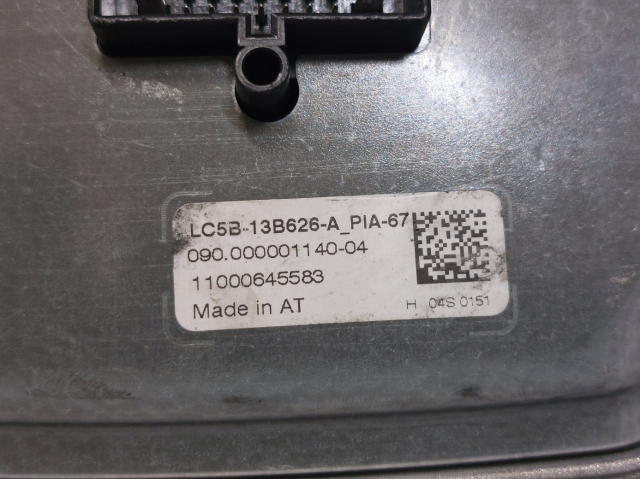 LC5B-13B626-A_PIA-67
090.000001140-04
11000645583
Made in AT
H 04S 0151